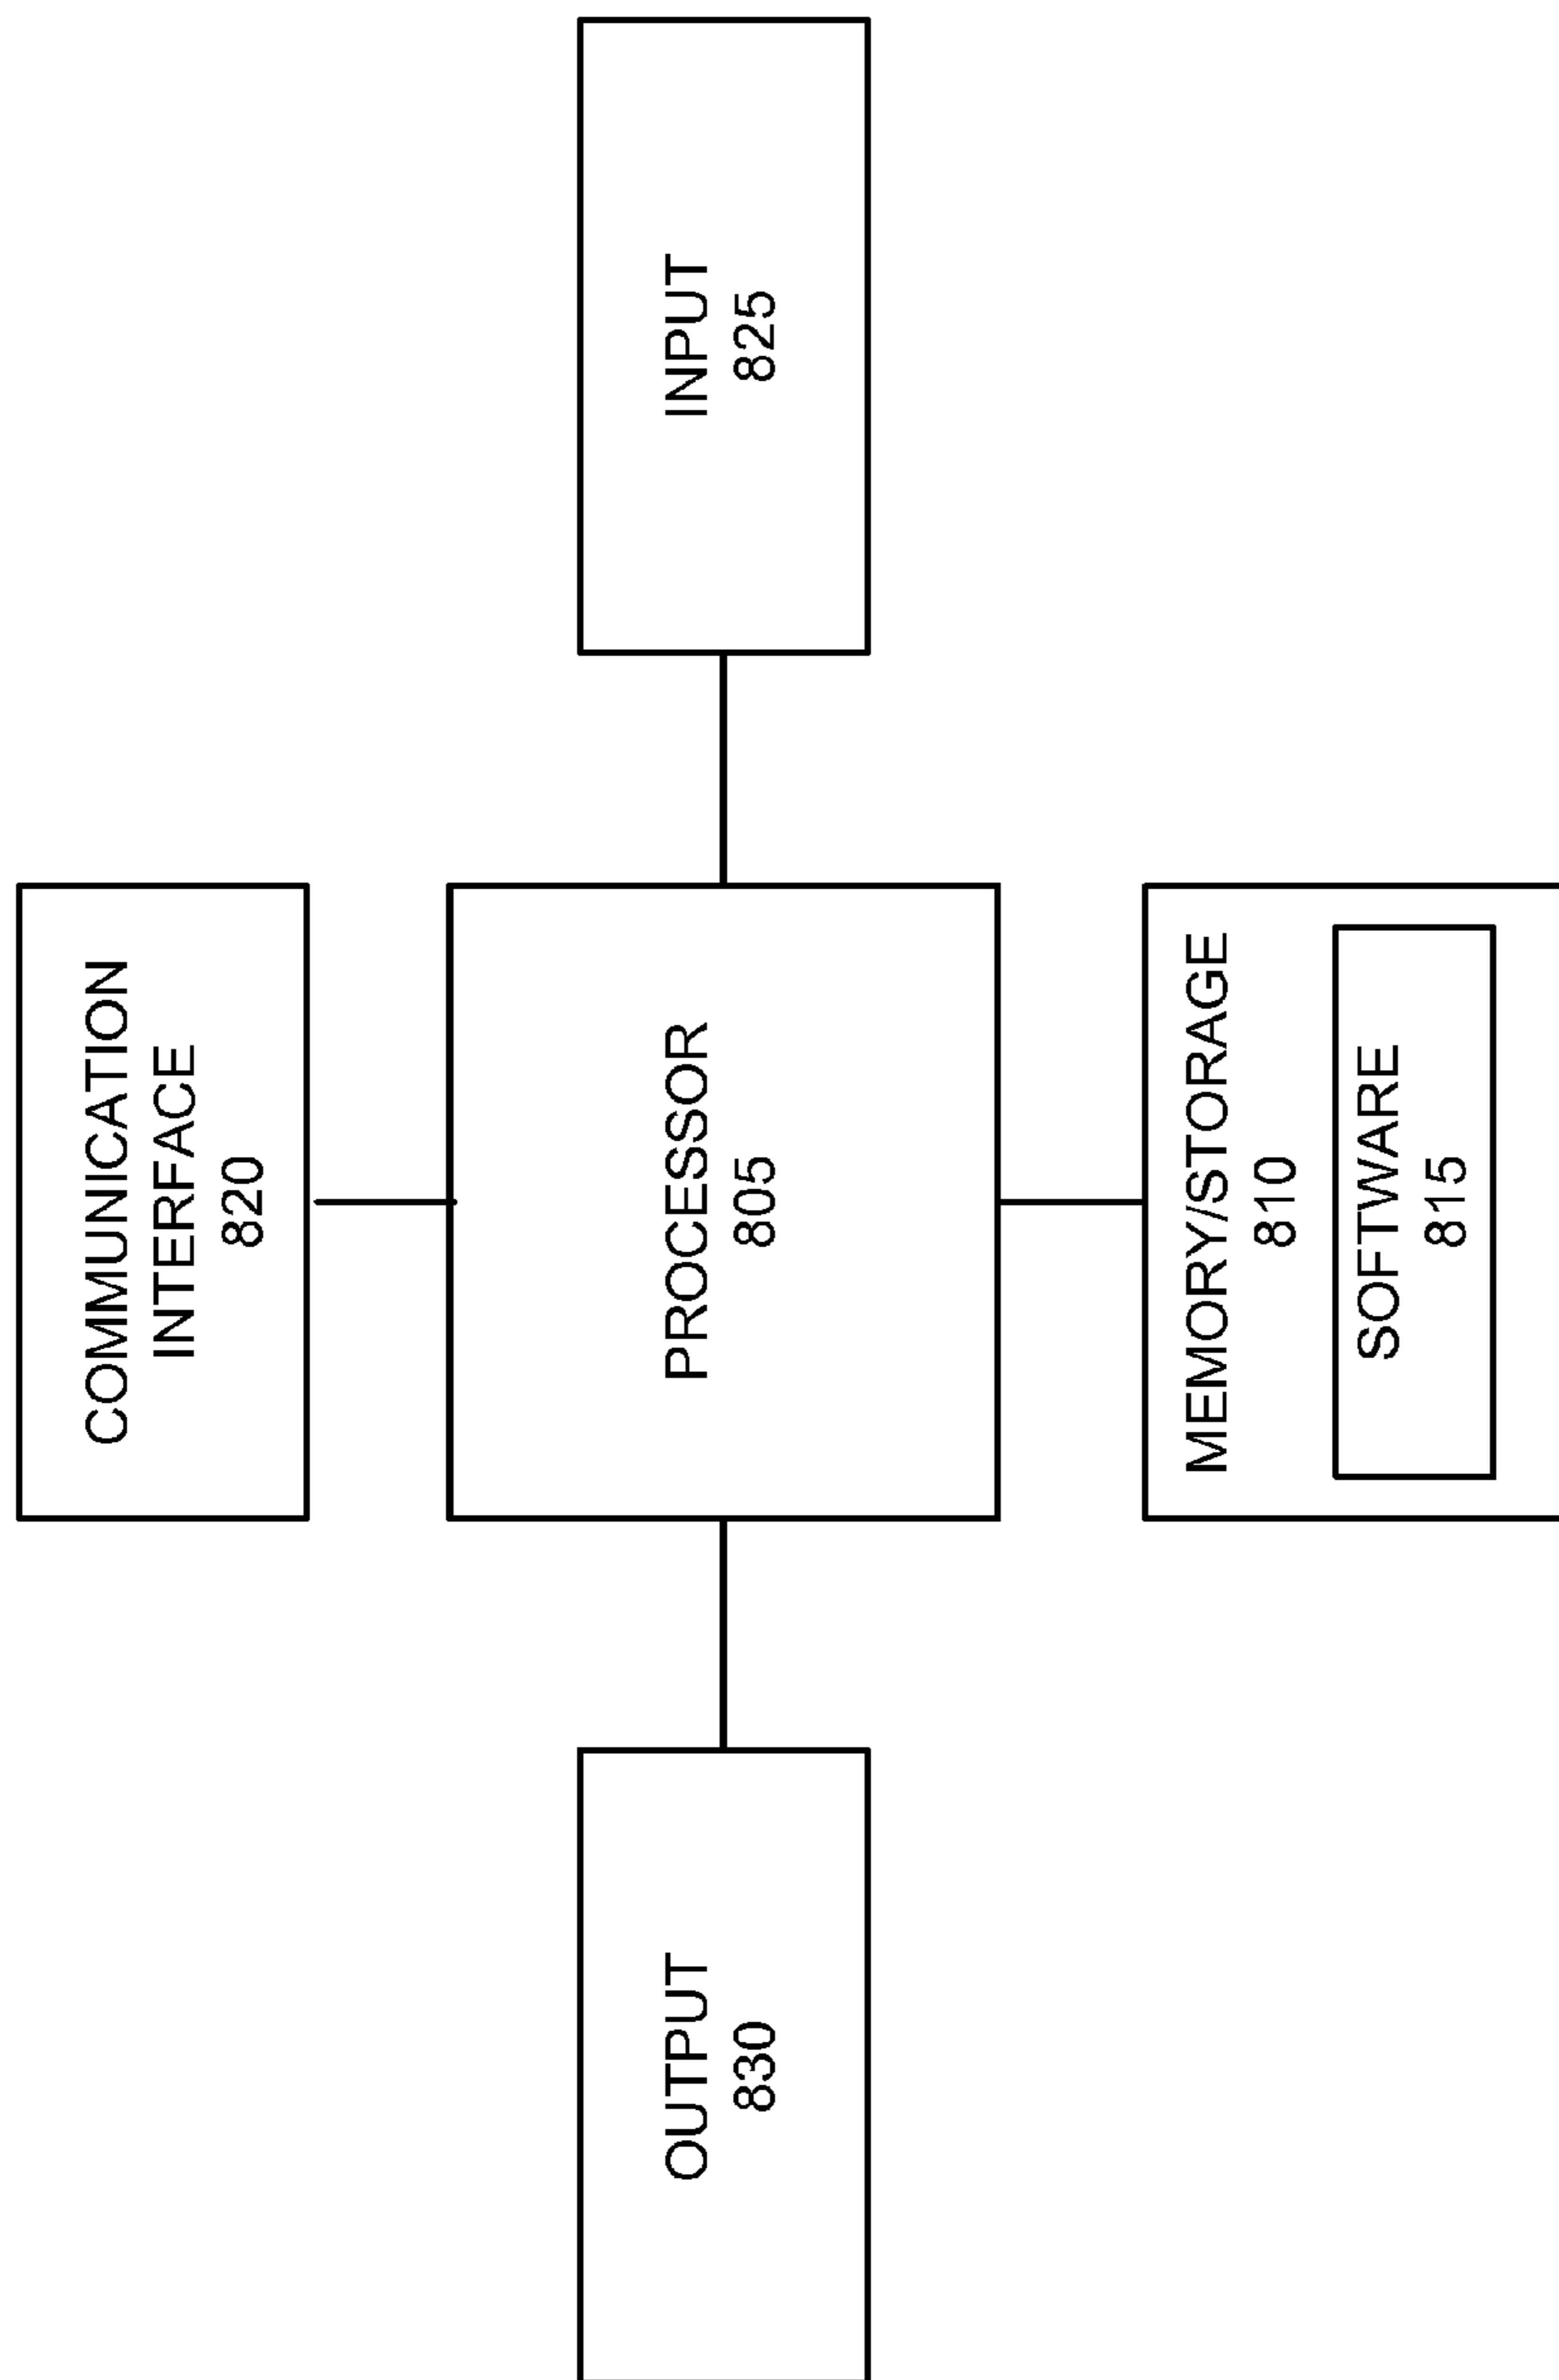 COMMUNICATION
INTERFACE
820
OUTPUT
830
PROCESSOR
805
INPUT
825
MEMORY/STORAGE
810
SOFTWARE
815